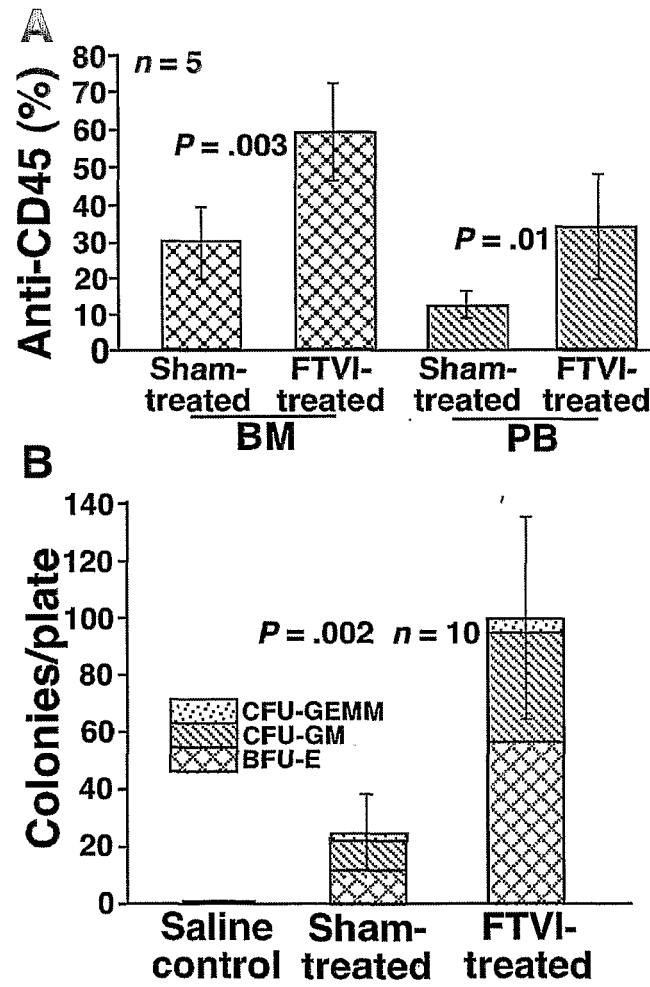 A
Anti-CD45 (%)
80
70
60
50
40
30
20
10
0
n = 5
P = .003
P = .01
Sham-
treated
FTVI-
treated
Sham-
treated
FTVI-
treated
BM
PB
B
Colonies/plate
140
120
100
80
60
40
20
0
P = .002 n = 10
CFU-GEMM
CFU-GM
BFU-E
Saline
control
Sham-
treated
FTVI-
treated